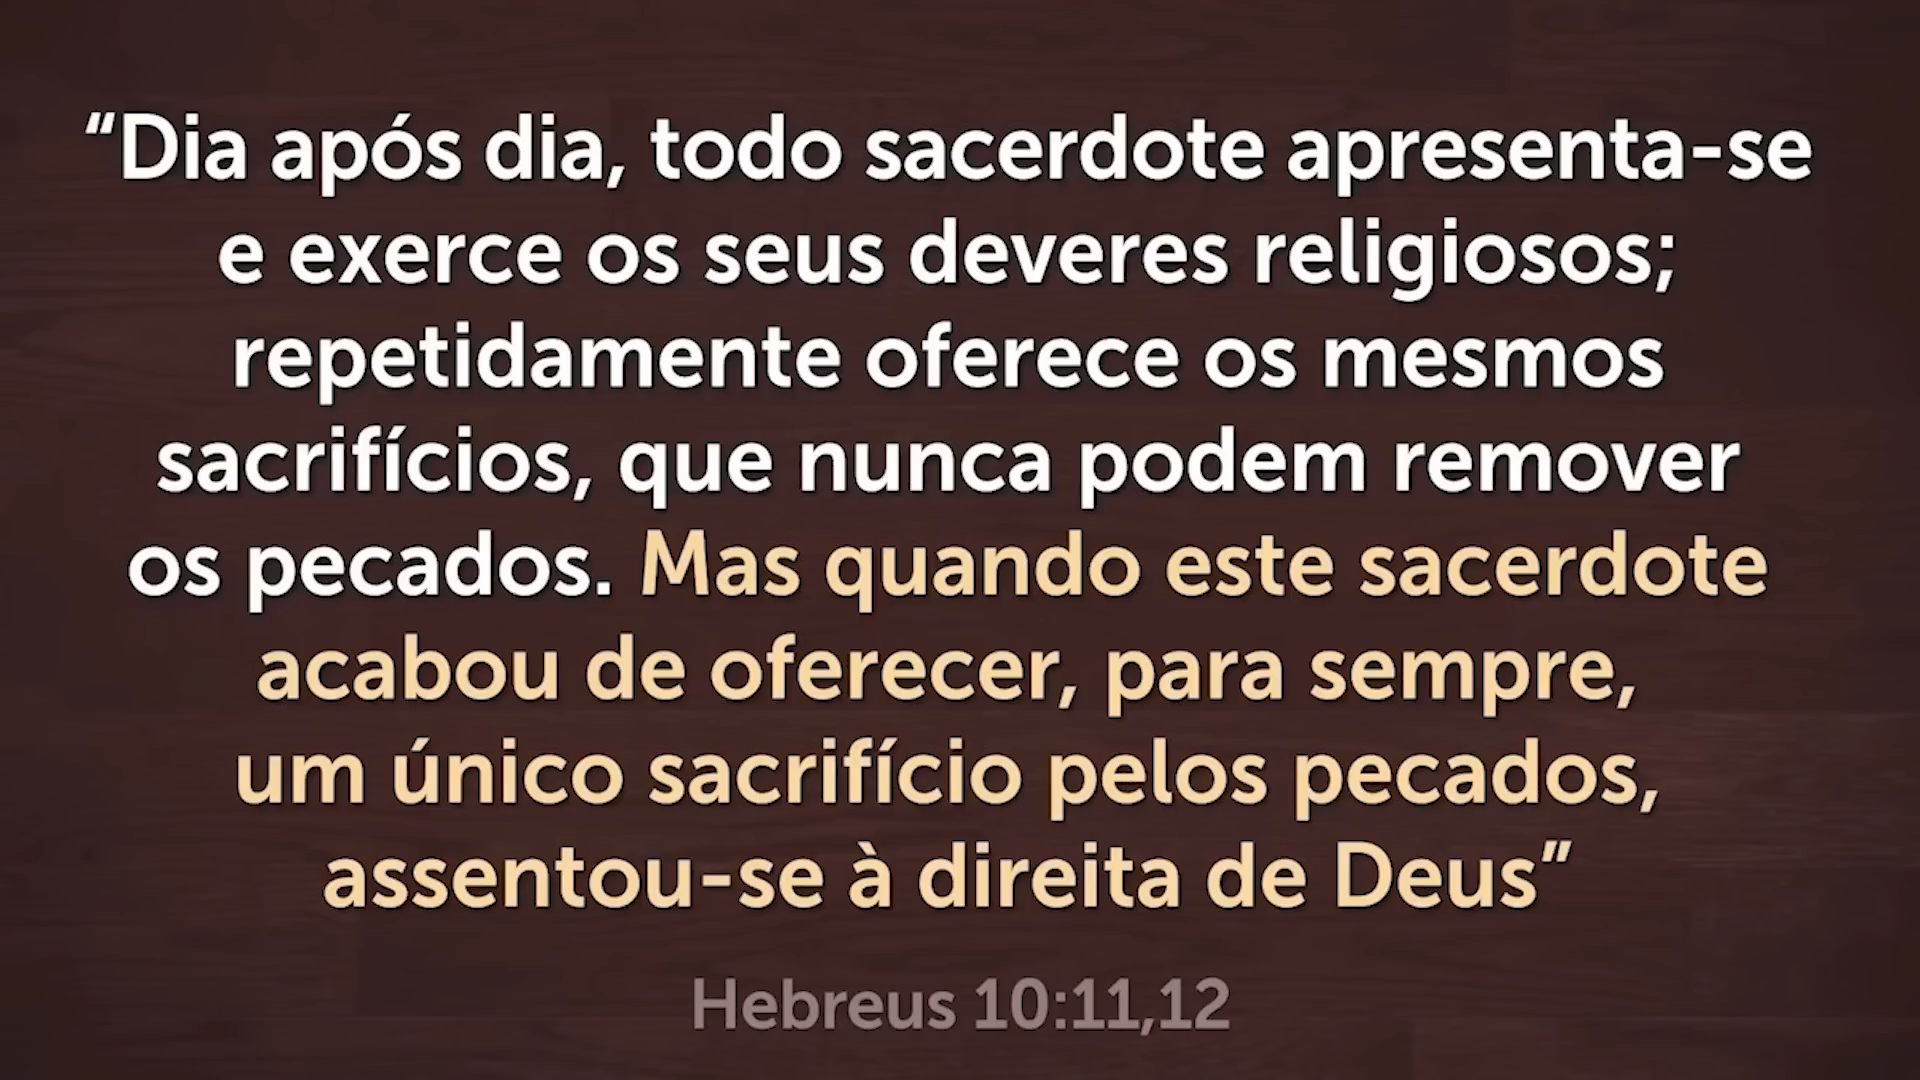 “Dia após dia, todo sacerdote apresenta-se
e exerce os seus deveres religiosos;
repetidamente oferece os mesmos
sacrifícios, que nunca podem remover
os pecados. Mas quando este sacerdote
acabou de oferecer, para sempre,
um único sacrifício pelos pecados,
assentou-se à direita de Deus”
Hebreus 10:11,12